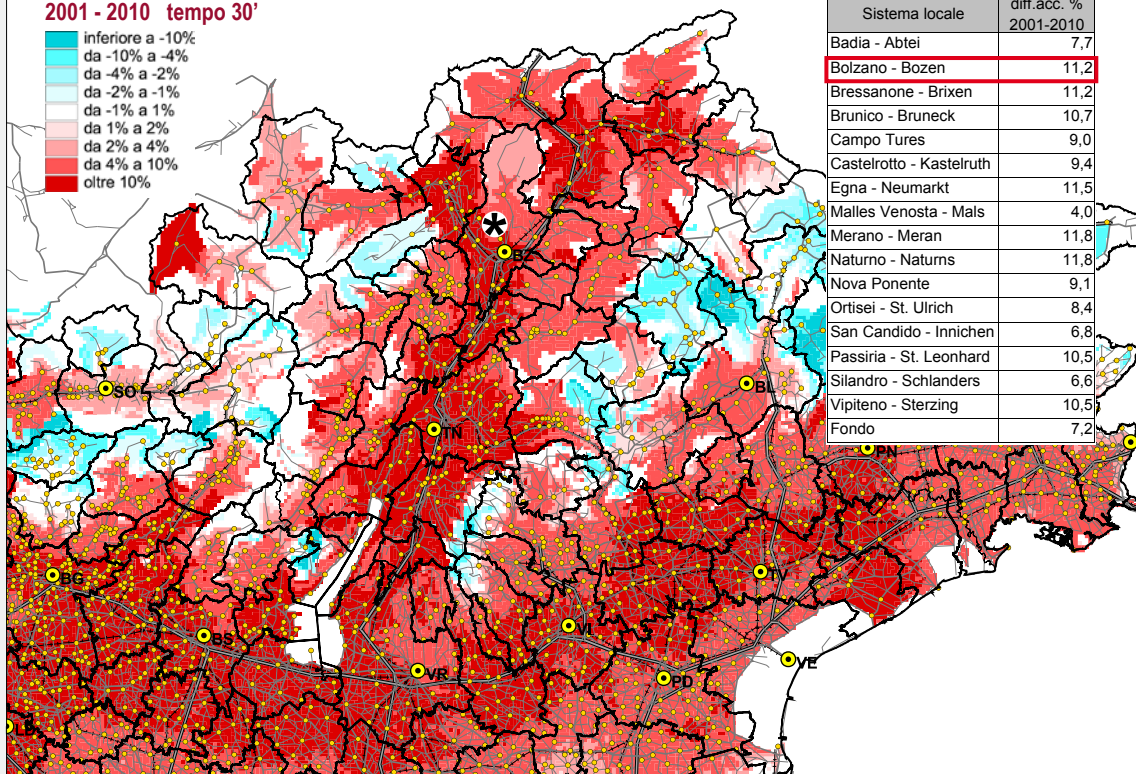 2001 - 2010 tempo 30’
inferiore a -10%
da -10% a -4%
da -4% a -2%
da -2% a -1%
da -1% a 1%
da 1% a 2%
da 2% a 4%
da 4% a 10%
oltre 10%
Sistema locale diff.acc. % 2001-2010
Badia - Abtei 7,7
Bolzano - Bozen 11,2
Bressanone - Brixen 11,2
Brunico - Bruneck 10,7
Campo Tures 9,0
Castelrotto - Kastelruth 9,4
Egna - Neumarkt 11,5
Malles Venosta - Mals 4,0
Merano - Meran 11,8
Naturno - Naturns 11,8
Nova Ponente 9,1
Ortisei - St. Ulrich 8,4
San Candido - Innichen 6,8
Passiria - St. Leonhard 10,5
Silandro - Schlanders 6,6
Vipiteno - Sterzing 10,5
Fondo 7,2
*
BZ
SO
BL
TN
PN
BG
BS
VI
VR
PD
VE